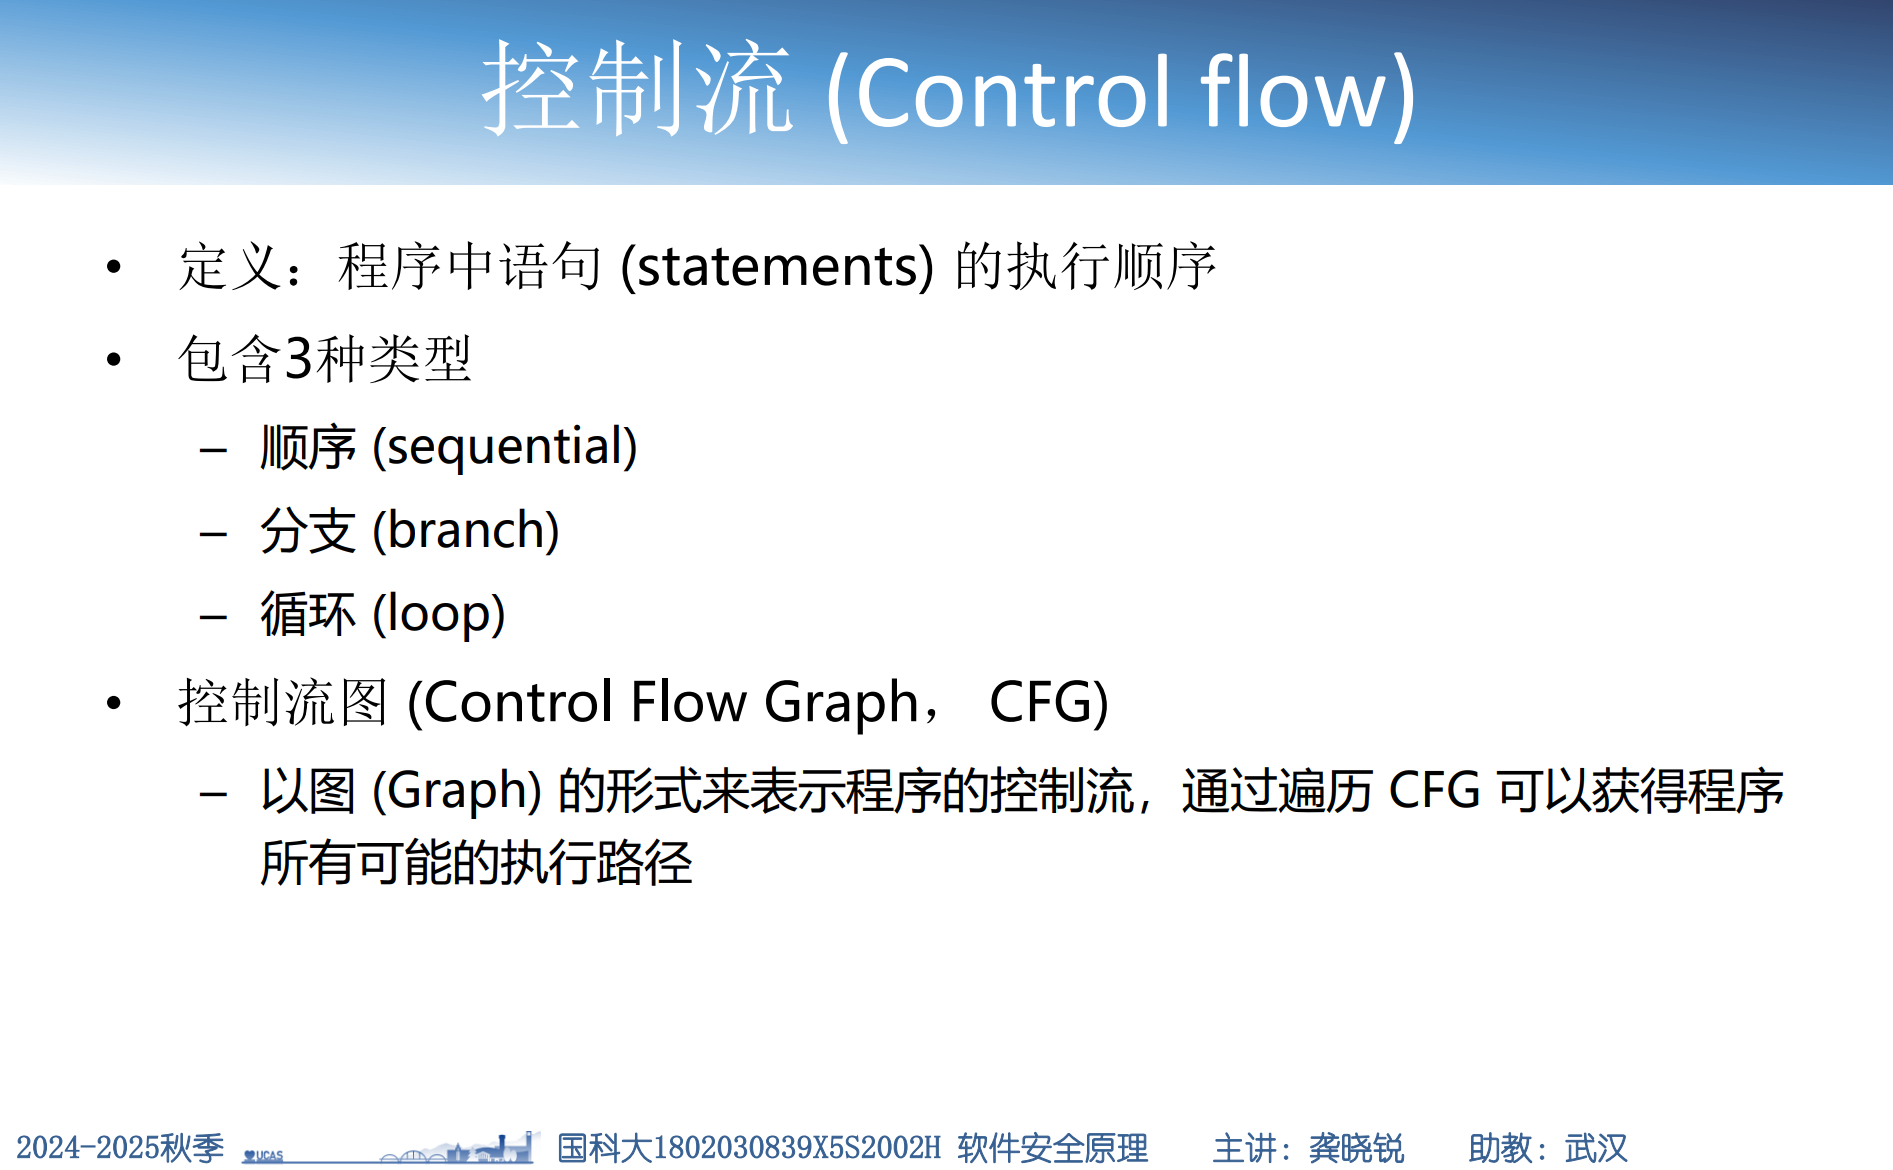 控制流 (Control flow)
• 定义：程序中语句 (statements) 的执行顺序
• 包含3种类型
– 顺序 (sequential)
– 分支 (branch)
– 循环 (loop)
• 控制流图 (Control Flow Graph， CFG)
– 以图 (Graph) 的形式来表示程序的控制流，通过遍历 CFG 可以获得程序
所有可能的执行路径
2024-2025秋季 UCAS 国科大1802030839X5S2002H 软件安全原理 主讲：龚晓锐 助教：武汉